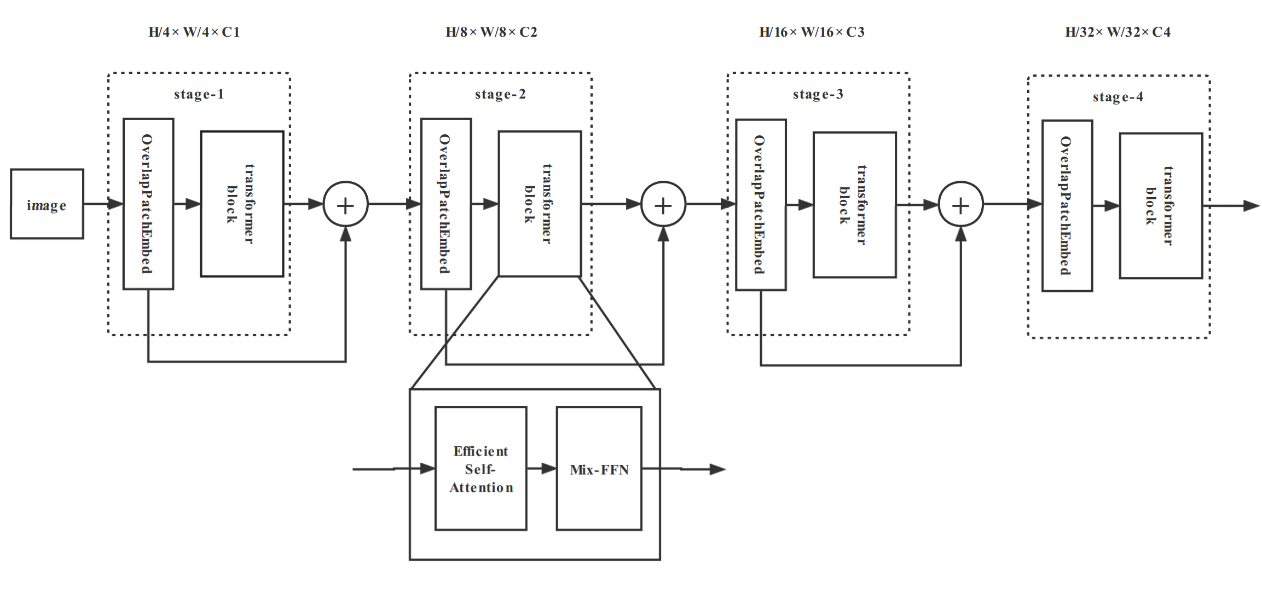 H/4× W/4× C1
H/8× W/8× C2
H/16× W/16× C3
H/32× W/32× C4
stage-1
stage-2
stage-3
stage-4
image
OverlapPatchEmbed
transformer
block
OverlapPatchEmbed
transformer
block
OverlapPatchEmbed
transformer
block
OverlapPatchEmbed
transformer
block
Efficient
Self-
Attention
Mix-FFN